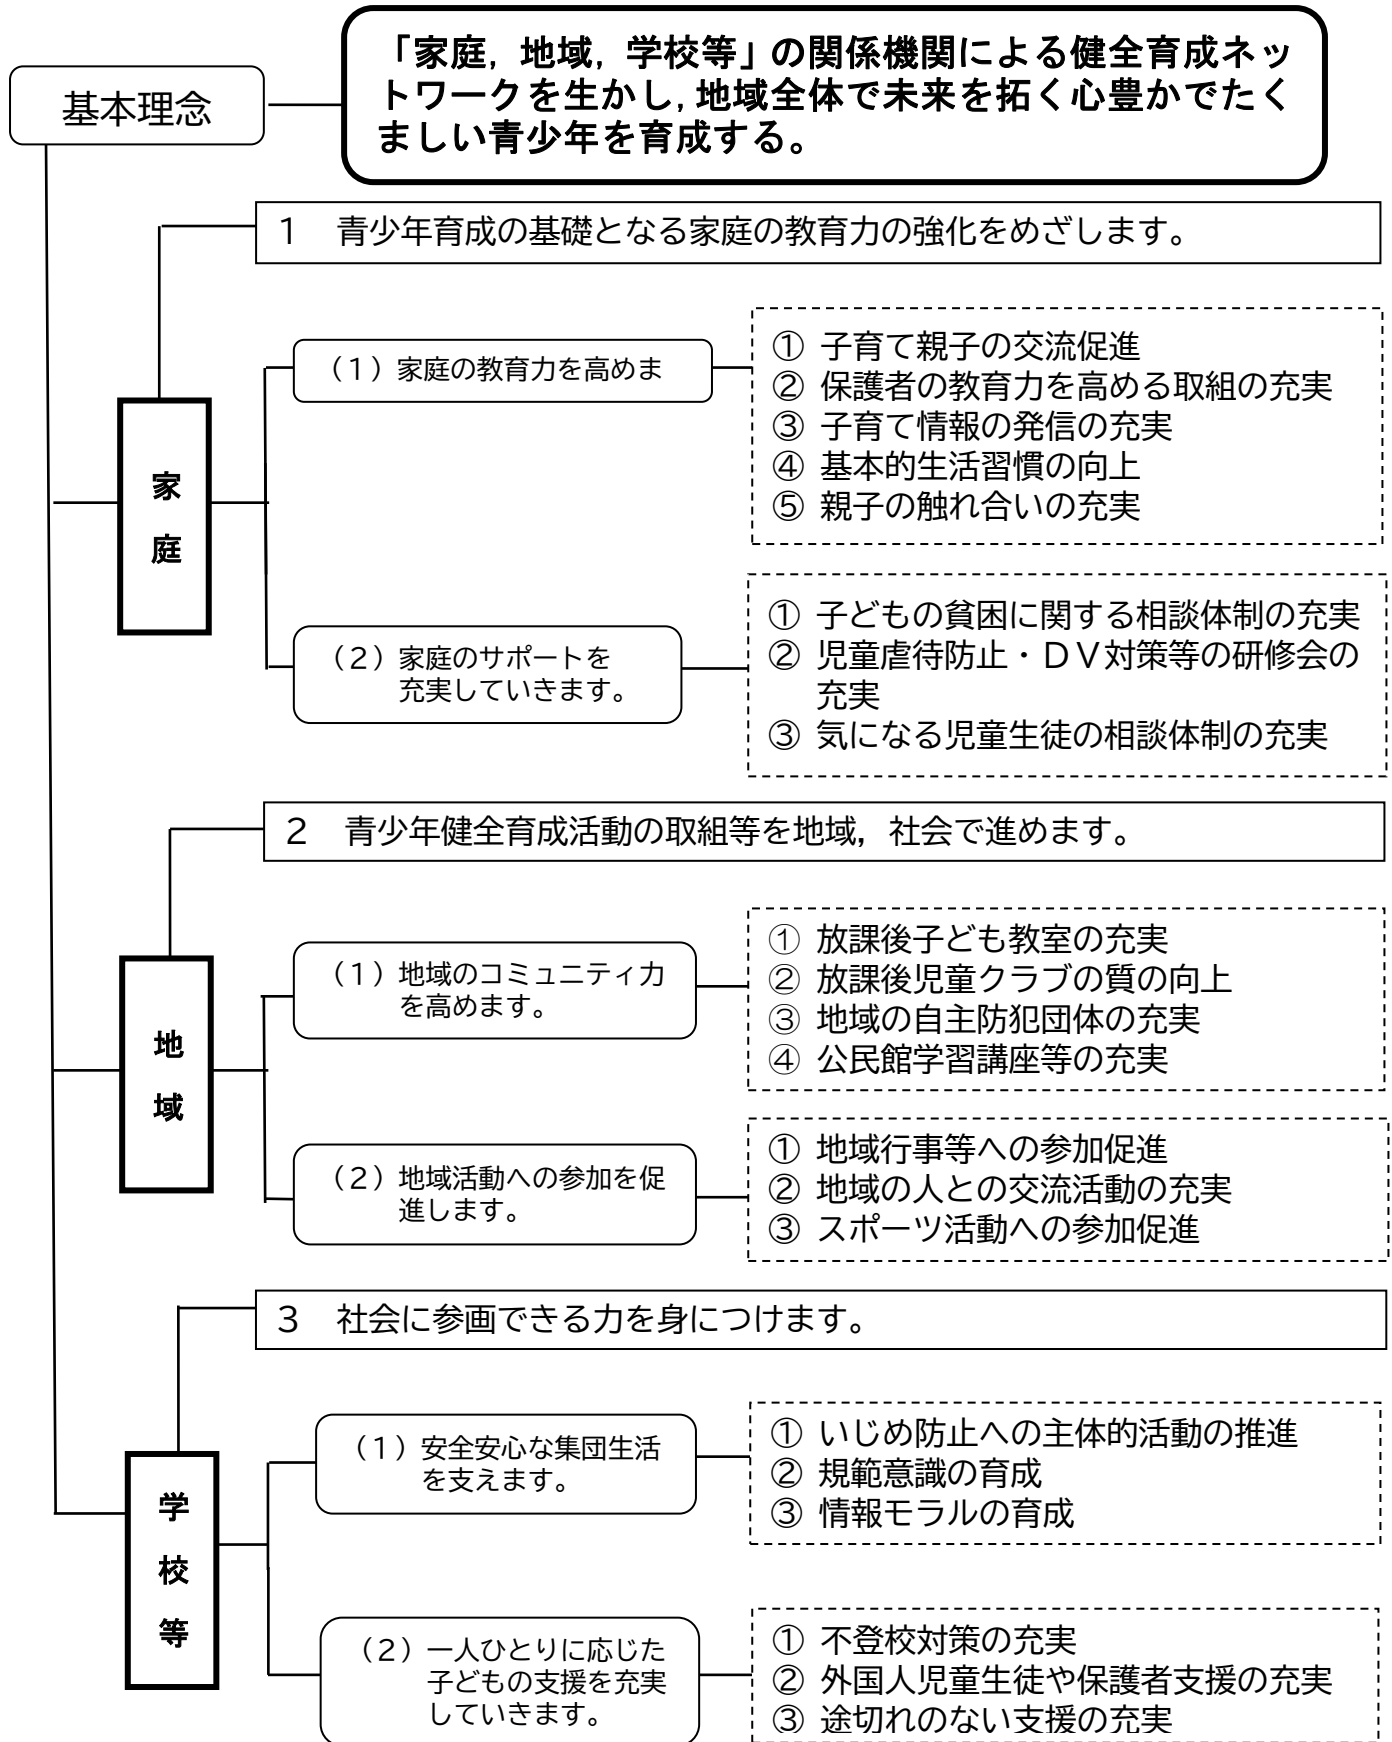 基本理念
「家庭，地域，学校等」の関係機関による健全育成ネッ
トワークを生かし，地域全体で未来を拓く心豊かでたく
ましい青少年を育成する。
１　青少年育成の基礎となる家庭の教育力の強化をめざします。
家庭
（１）家庭の教育力を高めま
① 子育て親子の交流促進
② 保護者の教育力を高める取組の充実
③ 子育て情報の発信の充実
④ 基本的生活習慣の向上
⑤ 親子の触れ合いの充実
（２）家庭のサポートを
充実していきます。
① 子どもの貧困に関する相談体制の充実
② 児童虐待防止・ＤＶ対策等の研修会の
充実
③ 気になる児童生徒の相談体制の充実
２　青少年健全育成活動の取組等を地域，社会で進めます。
地域
（１）地域のコミュニティ力
を高めます。
① 放課後子ども教室の充実
② 放課後児童クラブの質の向上
③ 地域の自主防犯団体の充実
④ 公民館学習講座等の充実
（２）地域活動への参加を促
進します。
① 地域行事等への参加促進
② 地域の人との交流活動の充実
③ スポーツ活動への参加促進
３　社会に参画できる力を身につけます。
学校等
（１）安全安心な集団生活
を支えます。
① いじめ防止への主体的活動の推進
② 規範意識の育成
③ 情報モラルの育成
（２）一人ひとりに応じた
子どもの支援を充実
していきます。
① 不登校対策の充実
② 外国人児童生徒や保護者支援の充実
③ 途切れのない支援の充実